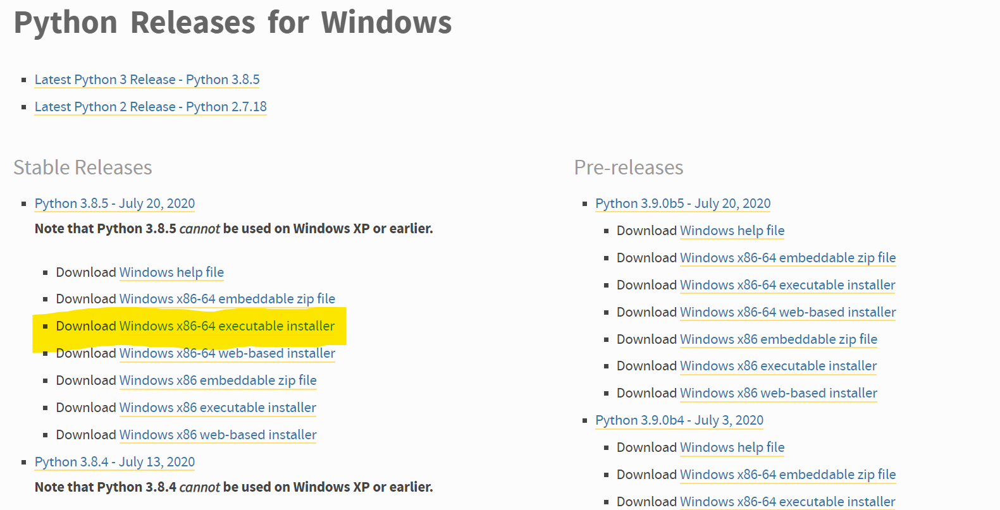 Python Releases for Windows
Latest Python 3 Release - Python 3.8.5
Latest Python 2 Release - Python 2.7.18
Stable Releases
Python 3.8.5 - July 20, 2020
Note that Python 3.8.5 cannot be used on Windows XP or earlier.
Download Windows help file
Download Windows x86-64 embeddable zip file
Download Windows x86-64 executable installer
Download Windows x86-64 web-based installer
Download Windows x86 embeddable zip file
Download Windows x86 executable installer
Download Windows x86 web-based installer
Python 3.8.4 - July 13, 2020
Note that Python 3.8.4 cannot be used on Windows XP or earlier.
Pre-releases
Python 3.9.0b5 - July 20, 2020
Download Windows help file
Download Windows x86-64 embeddable zip file
Download Windows x86-64 executable installer
Download Windows x86-64 web-based installer
Download Windows x86 embeddable zip file
Download Windows x86 executable installer
Download Windows x86 web-based installer
Python 3.9.0b4 - July 3, 2020
Download Windows help file
Download Windows x86-64 embeddable zip file
Download Windows x86-64 executable installer